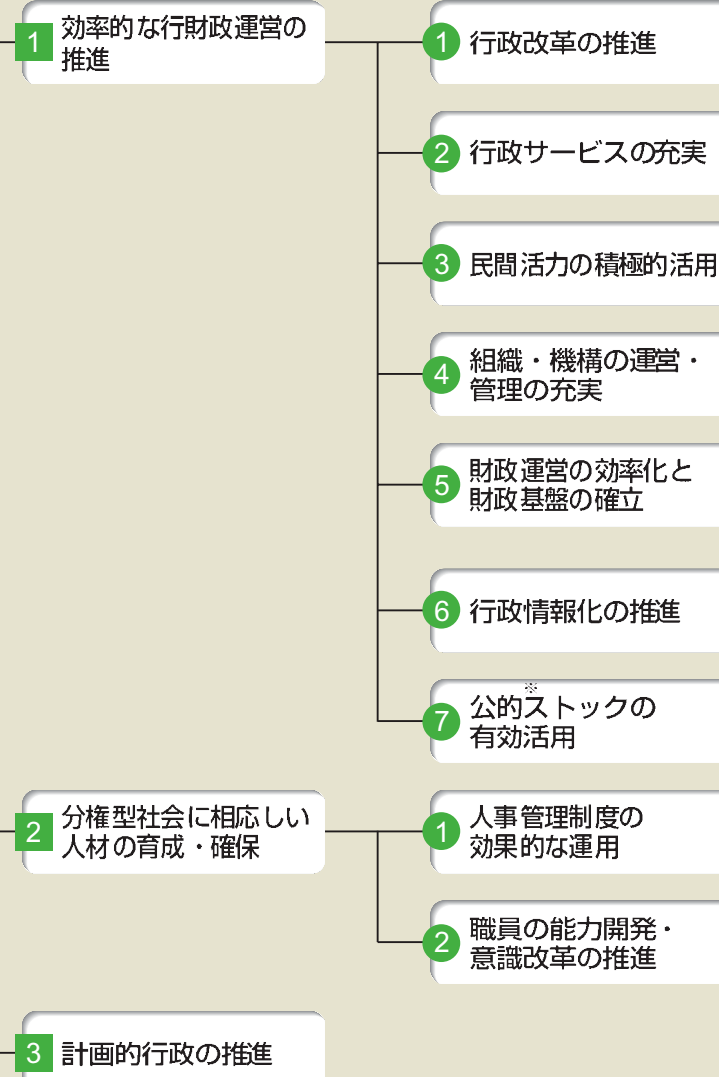 1 効率的な行財政運営の
推進
1 行政改革の推進
2 行政サービスの充実
3 民間活力の積極的活用
4 組織・機構の運営・
管理の充実
5 財政運営の効率化と
財政基盤の確立
6 行政情報化の推進
※
7 公的ストックの
有効活用
2 分権型社会に相応しい
人材の育成・確保
1 人事管理制度の
効果的な運用
2 職員の能力開発・
意識改革の推進
3 計画的行政の推進